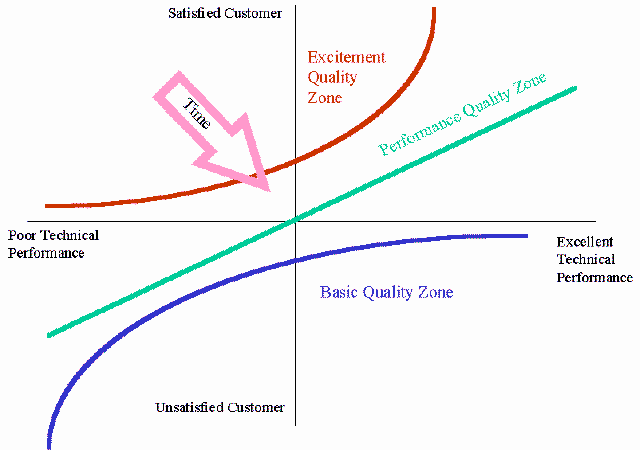 Satisfied Customer
Excitement
Quality
Zone
Performance Quality Zone
Time
Poor Technical
Performance
Excellent
Technical
Performance
Basic Quality Zone
Unsatisfied Customer